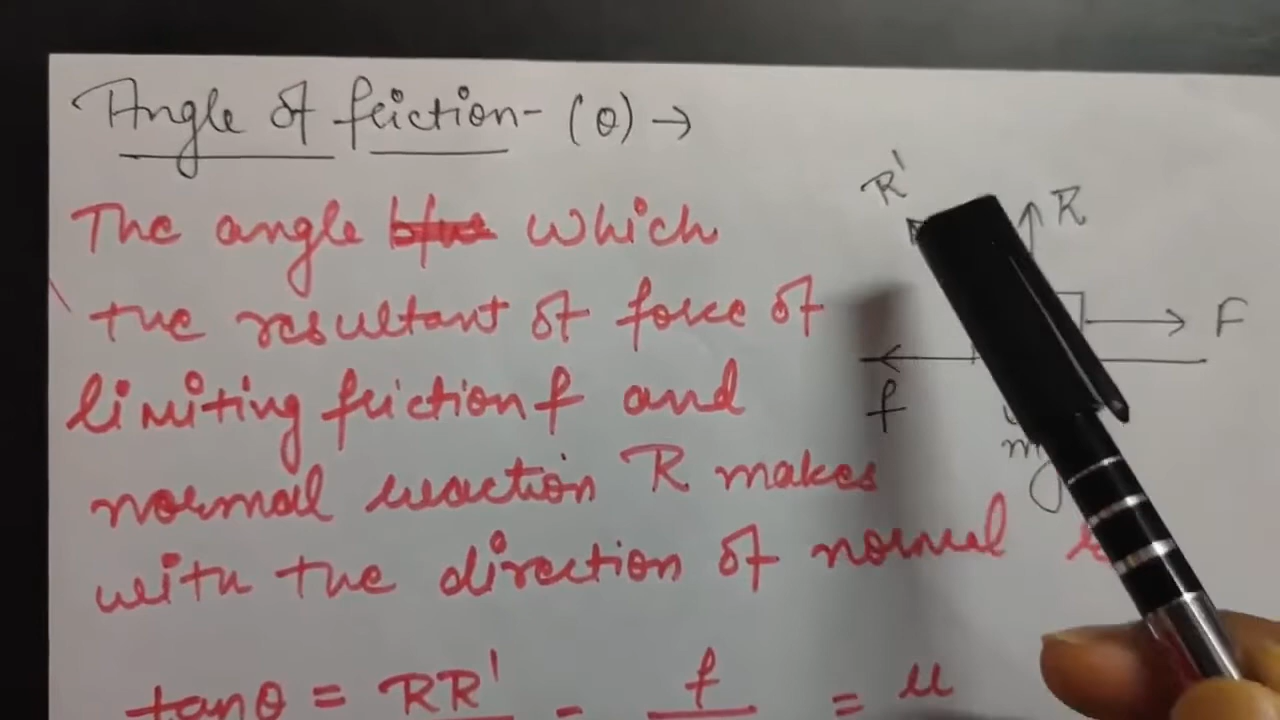 Angle of friction - (θ) →
The angle which
the resultant of force of
limiting friction f and
normal reaction R makes
with the direction of normal
tanθ = RR' = f = μ
R'
R
F
f
mg